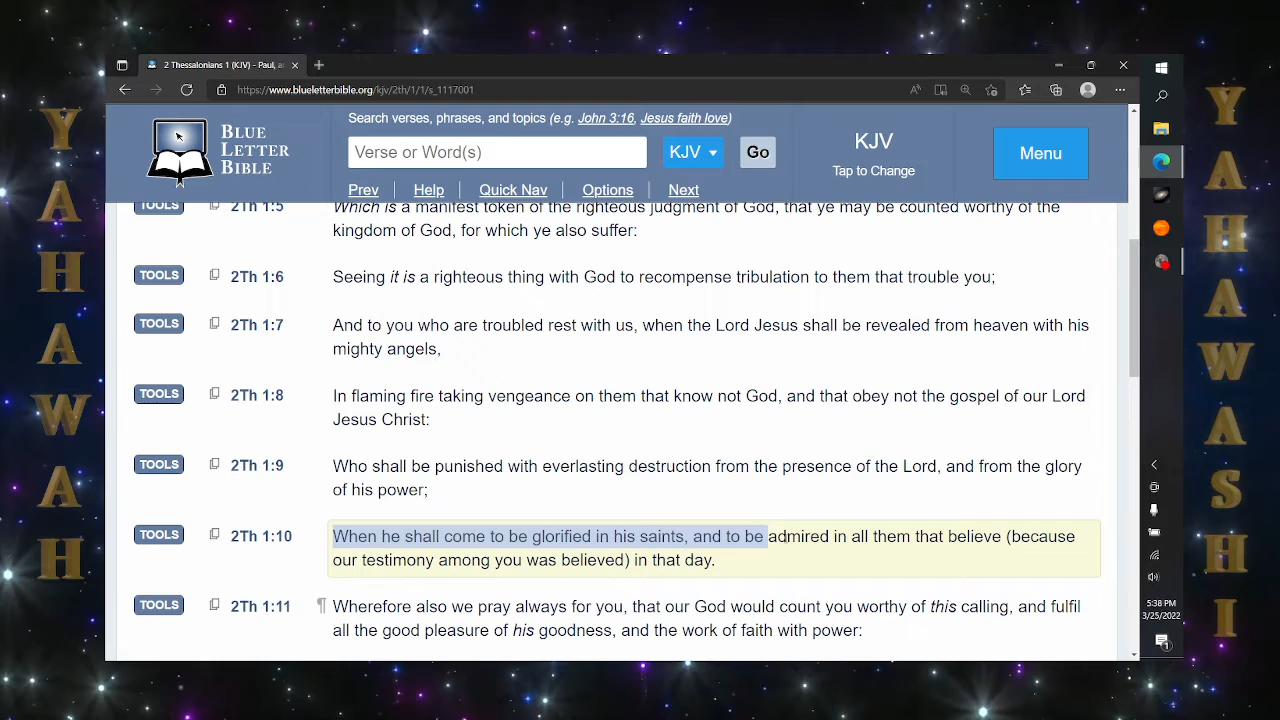 2 Thessalonians 1 (KJV) - Paul, a
https://www.blueletterbible.org/kjv/2th/1/1/s_1117001
BLUE
LETTER
BIBLE
Search verses, phrases, and topics (e.g. John 3:16, Jesus faith love)
Verse or Word(s)
KJV
Go
Prev
Help
Quick Nav
Options
Next
KJV
Tap to Change
Menu
TOOLS 2Th 1:5 Which is a manifest token of the righteous judgment of God, that ye may be counted worthy of the
kingdom of God, for which ye also suffer:
TOOLS 2Th 1:6 Seeing it is a righteous thing with God to recompense tribulation to them that trouble you;
TOOLS 2Th 1:7 And to you who are troubled rest with us, when the Lord Jesus shall be revealed from heaven with his
mighty angels,
TOOLS 2Th 1:8 In flaming fire taking vengeance on them that know not God, and that obey not the gospel of our Lord
Jesus Christ:
TOOLS 2Th 1:9 Who shall be punished with everlasting destruction from the presence of the Lord, and from the glory
of his power;
TOOLS 2Th 1:10 When he shall come to be glorified in his saints, and to be admired in all them that believe (because
our testimony among you was believed) in that day.
TOOLS 2Th 1:11 ¶ Wherefore also we pray always for you, that our God would count you worthy of this calling, and fulfil
all the good pleasure of his goodness, and the work of faith with power:
5:38 PM
3/25/2022
Y
A
H
A
W
A
H
Y
A
H
A
W
A
S
H
I